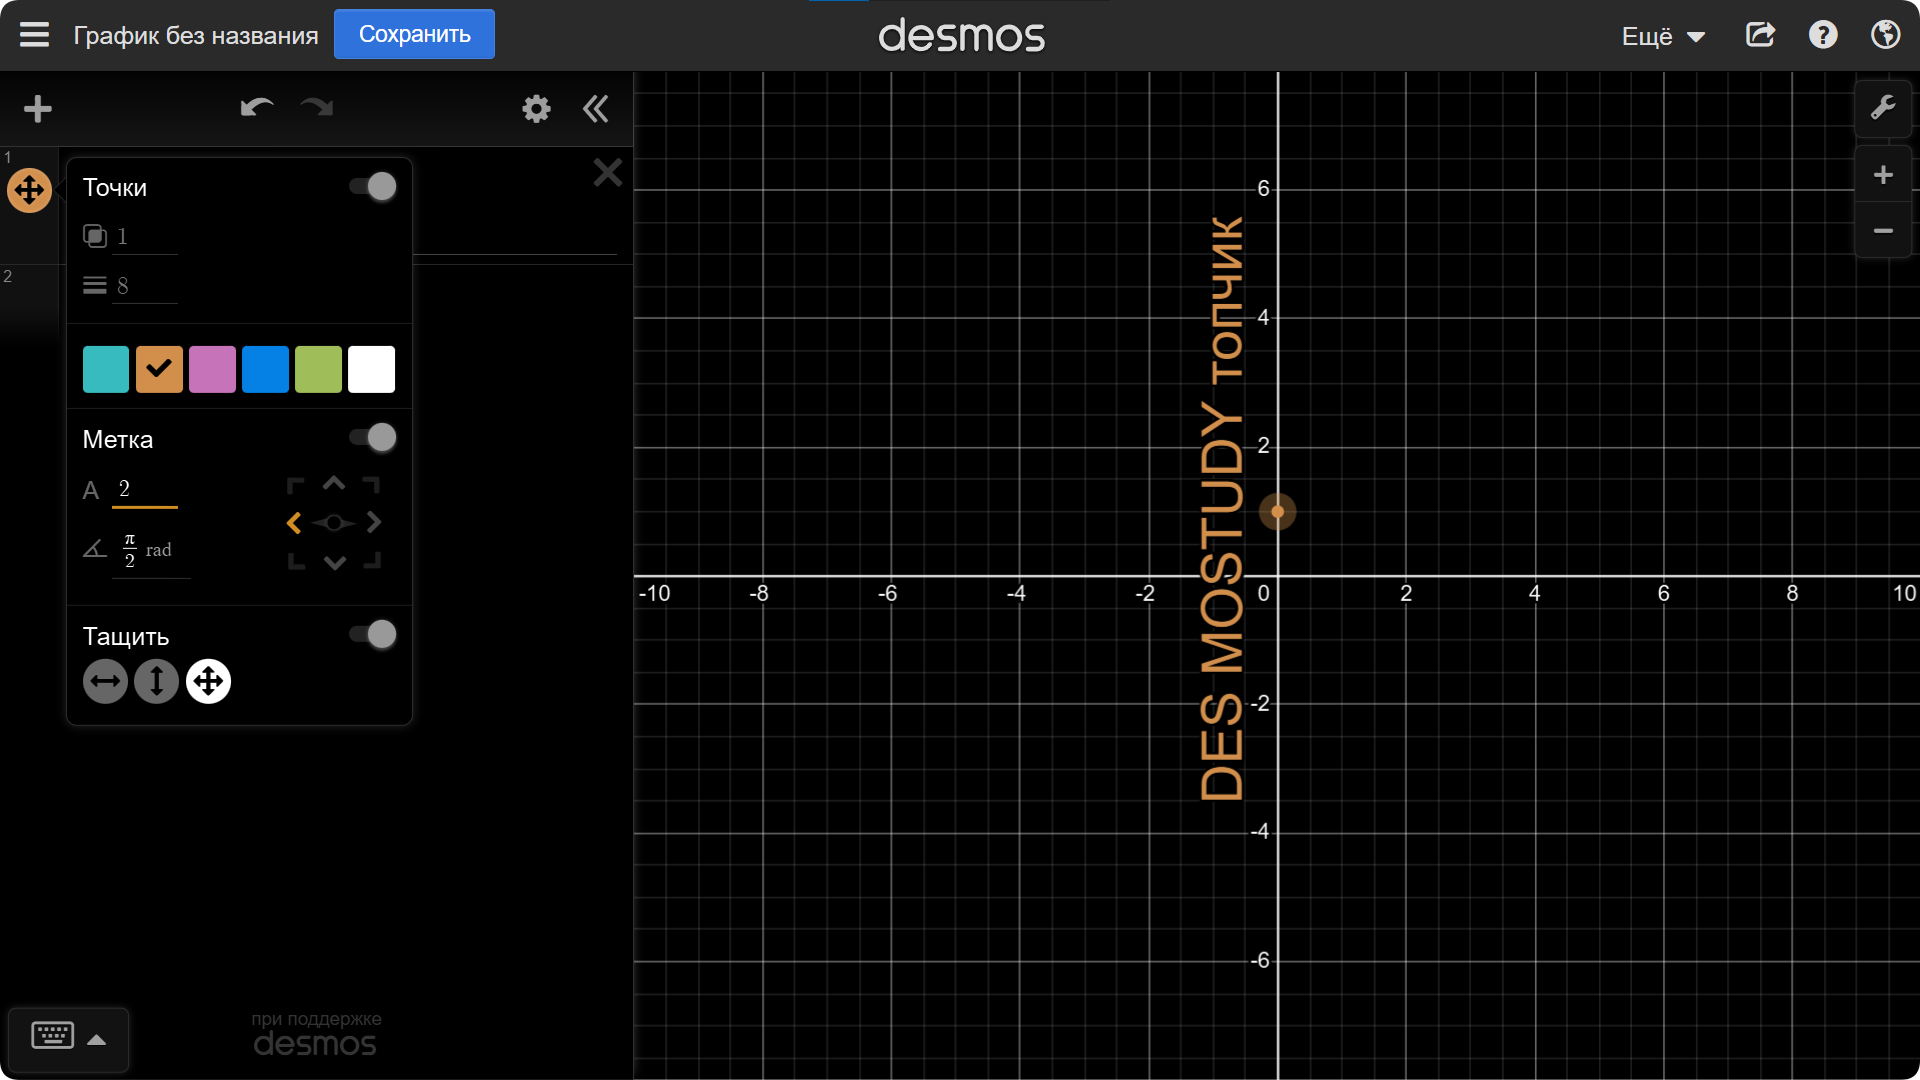 График без названия
Сохранить
desmos
Ещё
?
1
Точки
1
8
2
Метка
A 2
π/2 rad
Тащить
при поддержке
desmos
DES MOSTUDY топчик
6
4
2
-10 -8 -6 -4 -2 0 2 4 6 8 10
-2
-4
-6